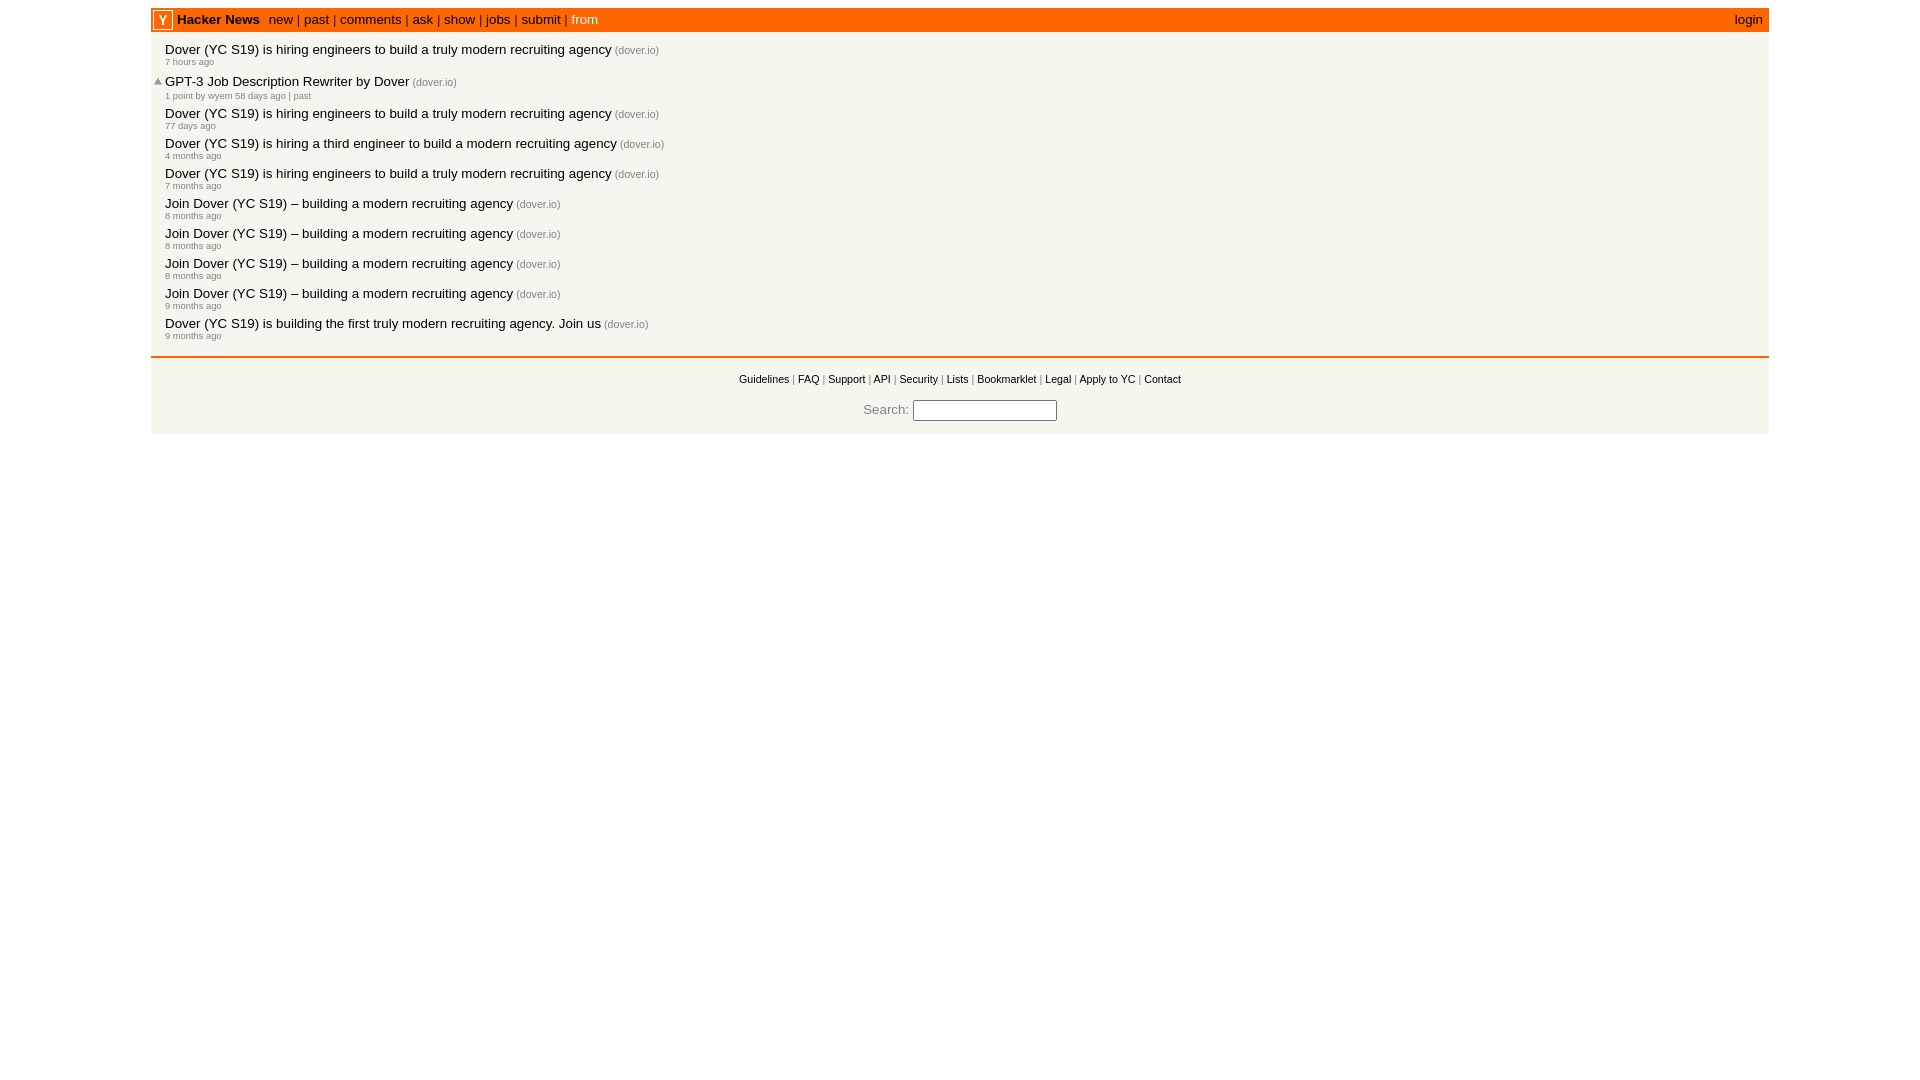 Y Hacker News new | past | comments | ask | show | jobs | submit | from login
Dover (YC S19) is hiring engineers to build a truly modern recruiting agency (dover.io)
7 hours ago
GPT-3 Job Description Rewriter by Dover (dover.io)
1 point by wyem 58 days ago | past
Dover (YC S19) is hiring engineers to build a truly modern recruiting agency (dover.io)
77 days ago
Dover (YC S19) is hiring a third engineer to build a modern recruiting agency (dover.io)
4 months ago
Dover (YC S19) is hiring engineers to build a truly modern recruiting agency (dover.io)
7 months ago
Join Dover (YC S19) – building a modern recruiting agency (dover.io)
8 months ago
Join Dover (YC S19) – building a modern recruiting agency (dover.io)
8 months ago
Join Dover (YC S19) – building a modern recruiting agency (dover.io)
8 months ago
Join Dover (YC S19) – building a modern recruiting agency (dover.io)
9 months ago
Dover (YC S19) is building the first truly modern recruiting agency. Join us (dover.io)
9 months ago
Guidelines | FAQ | Support | API | Security | Lists | Bookmarklet | Legal | Apply to YC | Contact
Search: